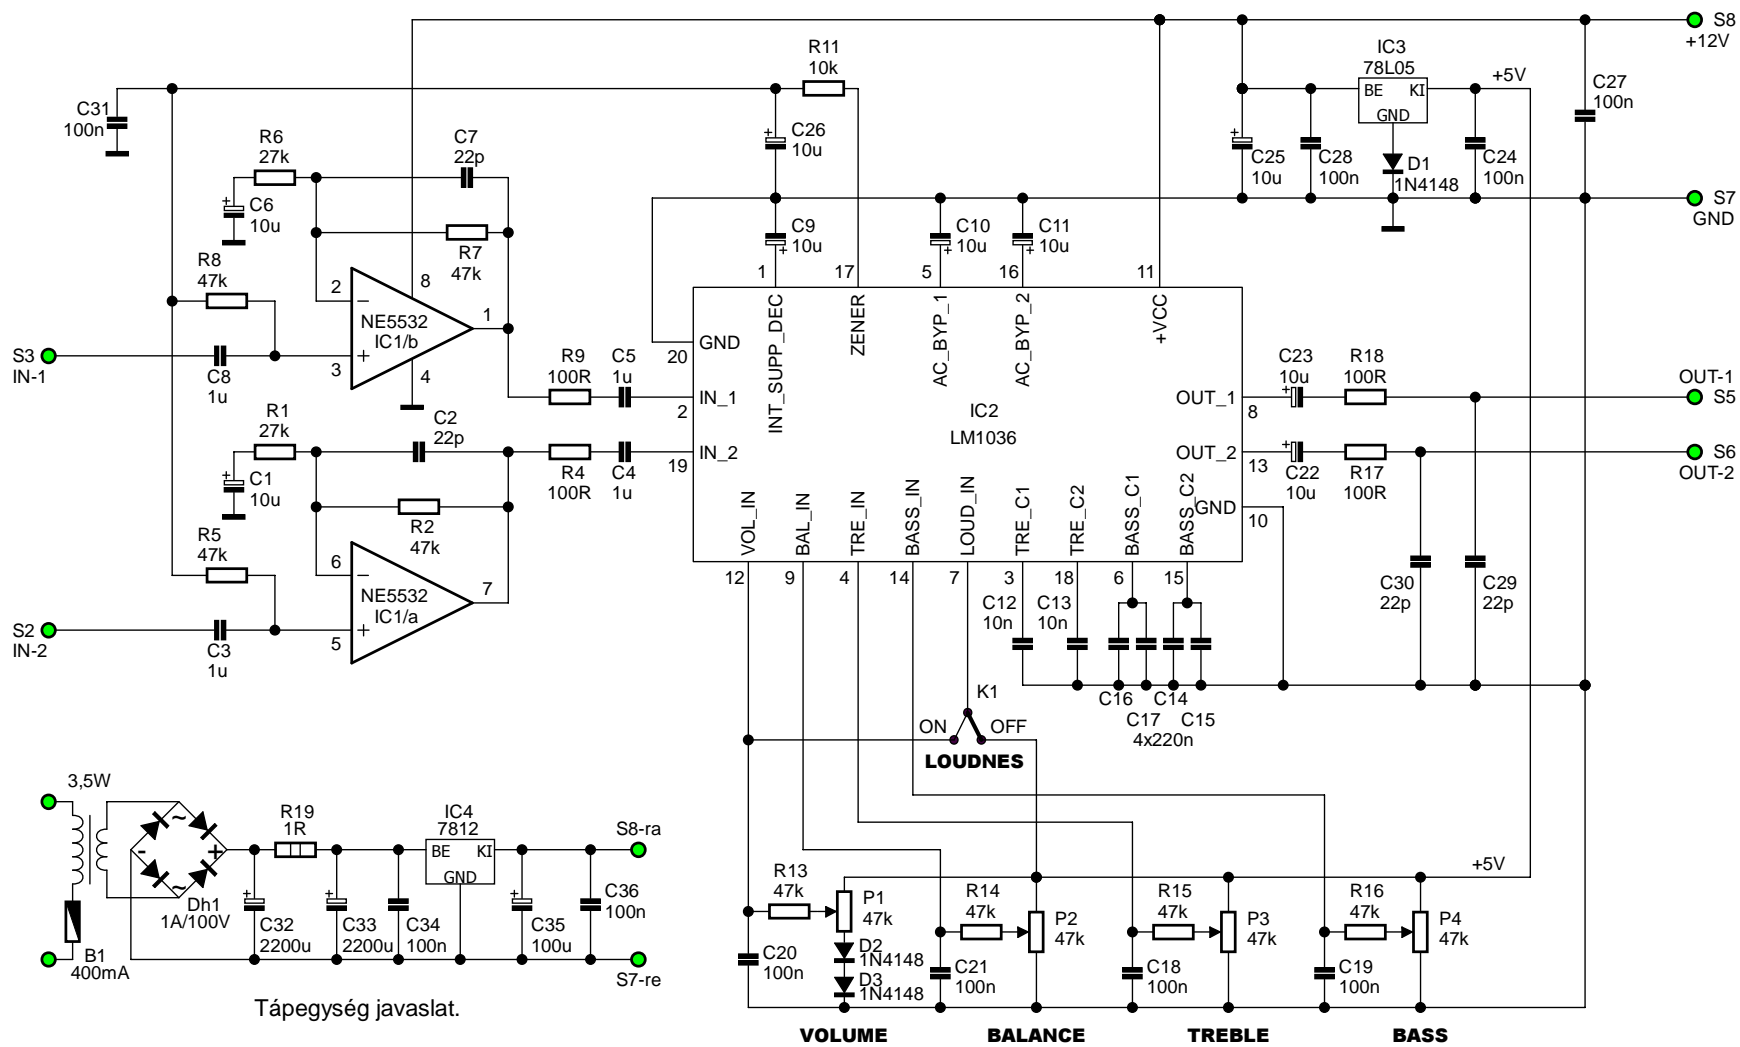 S8
+12V
R11
10k
IC3
78L05
+5V
BE KI
GND
C27
100n
C31
100n
R6
27k
C7
22p
C26
10u
C25
10u
C28
100n
D1
1N4148
C24
100n
C6
10u
R7
47k
C9
10u
C10
10u
C11
10u
S7
GND
R8
47k
2
8
1
NE5532
IC1/b
3
4
1
17
5
16
11
INT_SUPP_DEC
ZENER
AC_BYP_1
AC_BYP_2
+VCC
GND
20
S3
IN-1
C8
1u
R9
100R
C5
1u
IN_1
2
IC2
LM1036
OUT_1
8
C23
10u
R18
100R
OUT-1
S5
R1
27k
C2
22p
R4
100R
C4
1u
IN_2
19
OUT_2
13
C22
10u
R17
100R
S6
OUT-2
C1
10u
R2
47k
R5
47k
6
7
NE5532
IC1/a
5
S2
IN-2
C3
1u
VOL_IN
BAL_IN
TRE_IN
BASS_IN
LOUD_IN
TRE_C1
TRE_C2
BASS_C1
BASS_C2
GND
10
12
9
4
14
7
3
18
6
15
C12
10n
C13
10n
C30
22p
C29
22p
C16
C14
C17
C15
4x220n
K1
ON
OFF
LOUDNES
3,5W
R19
1R
IC4
7812
BE KI
GND
S8-ra
~
-
+
~
Dh1
1A/100V
B1
400mA
C32
2200u
C33
2200u
C34
100n
C35
100u
C36
100n
S7-re
Tápegység javaslat.
+5V
R13
47k
P1
47k
R14
47k
P2
47k
R15
47k
P3
47k
R16
47k
P4
47k
D2
1N4148
D3
1N4148
C20
100n
C21
100n
C18
100n
C19
100n
VOLUME
BALANCE
TREBLE
BASS